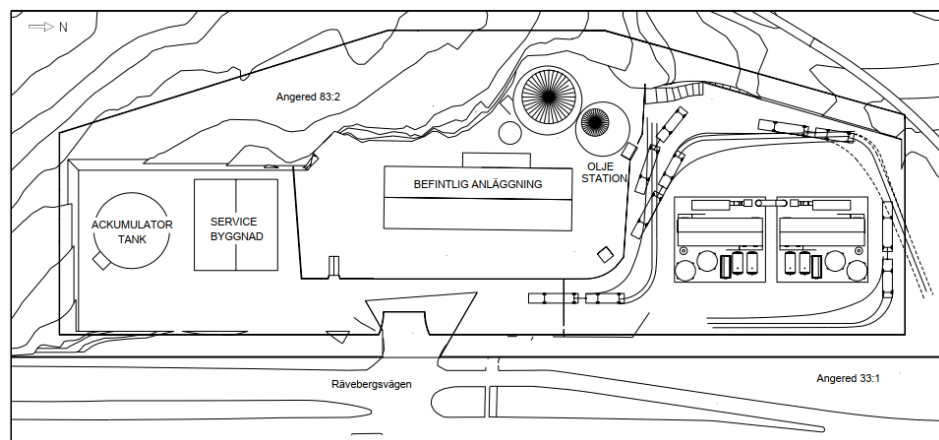 N
Angered 83:2
BEFINTLIG ANLÄGGNING
OLJE
STATION
ACKUMULATOR
TANK
SERVICE
BYGGNAD
Rävebergsvägen
Angered 33:1